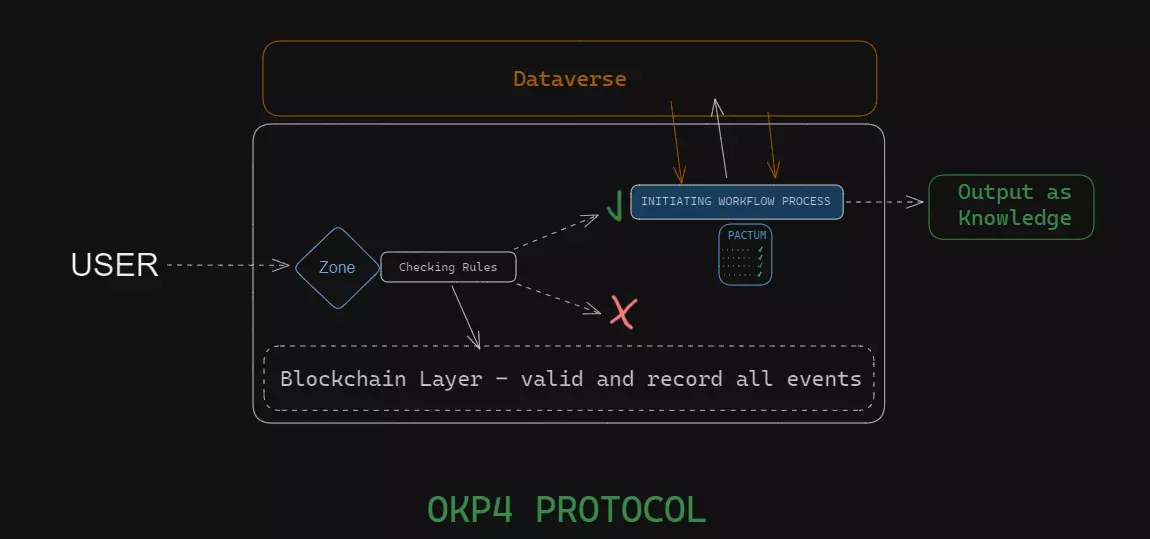 Dataverse
INITIATING WORKFLOW PROCESS
Output as
Knowledge
PACTUM
USER
Zone
Checking Rules
Blockchain Layer – valid and record all events
OKP4 PROTOCOL